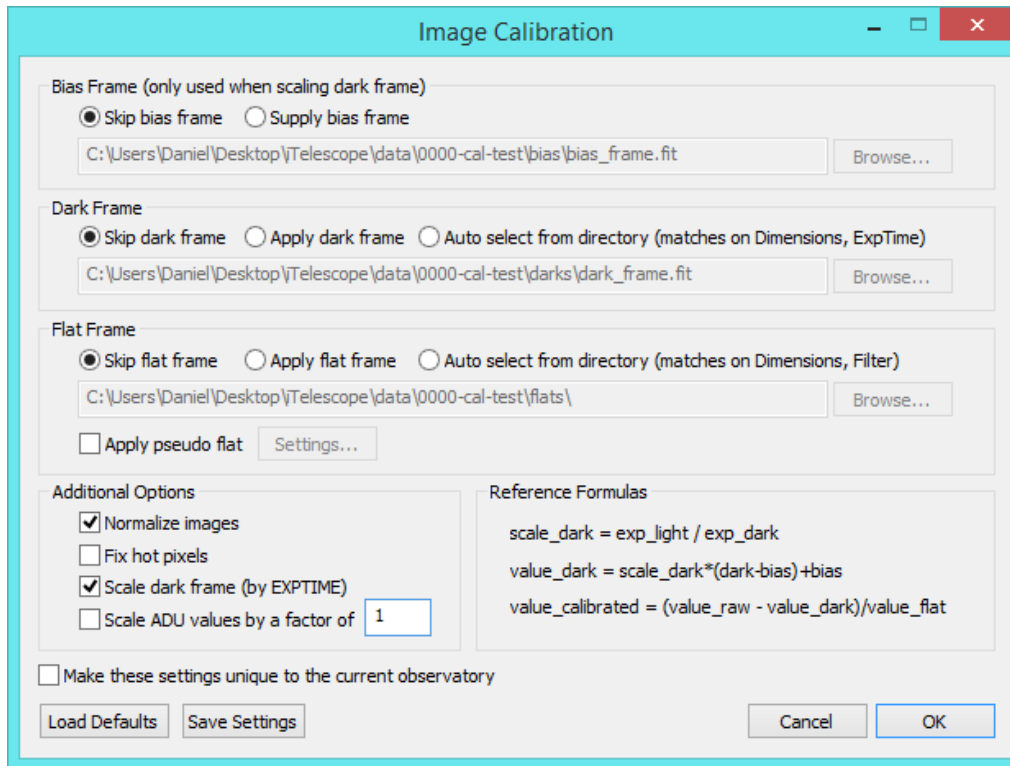 Image Calibration
Bias Frame (only used when scaling dark frame)
Skip bias frame Supply bias frame
C:\Users\Daniel\Desktop\iTelescope\data\0000-cal-test\bias\bias_frame.fit Browse...
Dark Frame
Skip dark frame Apply dark frame Auto select from directory (matches on Dimensions, ExpTime)
C:\Users\Daniel\Desktop\iTelescope\data\0000-cal-test\darks\dark_frame.fit Browse...
Flat Frame
Skip flat frame Apply flat frame Auto select from directory (matches on Dimensions, Filter)
C:\Users\Daniel\Desktop\iTelescope\data\0000-cal-test\flats\ Browse...
Apply pseudo flat Settings...
Additional Options
Normalize images
Fix hot pixels
Scale dark frame (by EXPTIME)
Scale ADU values by a factor of 1
Reference Formulas
scale_dark = exp_light / exp_dark
value_dark = scale_dark*(dark-bias)+bias
value_calibrated = (value_raw - value_dark)/value_flat
Make these settings unique to the current observatory
Load Defaults Save Settings Cancel OK